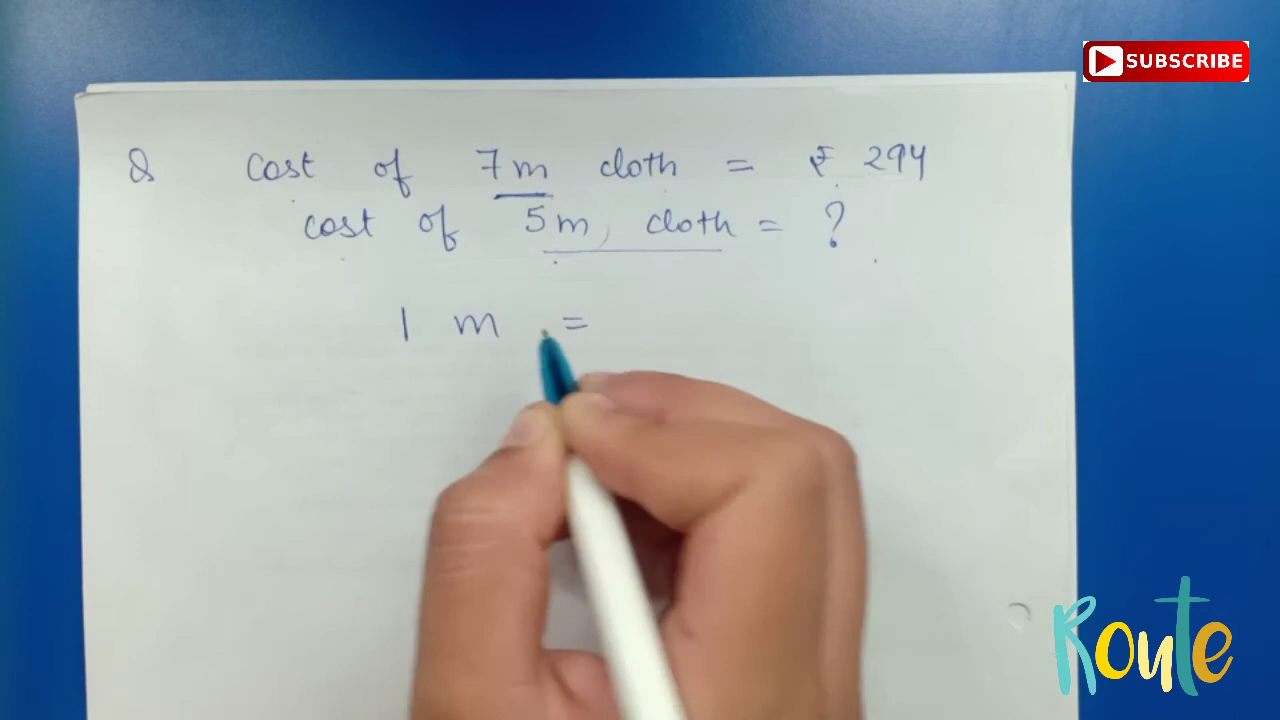 SUBSCRIBE
Q cost of 7m cloth = ₹ 294
cost of 5m, cloth = ?
1 m =
Route